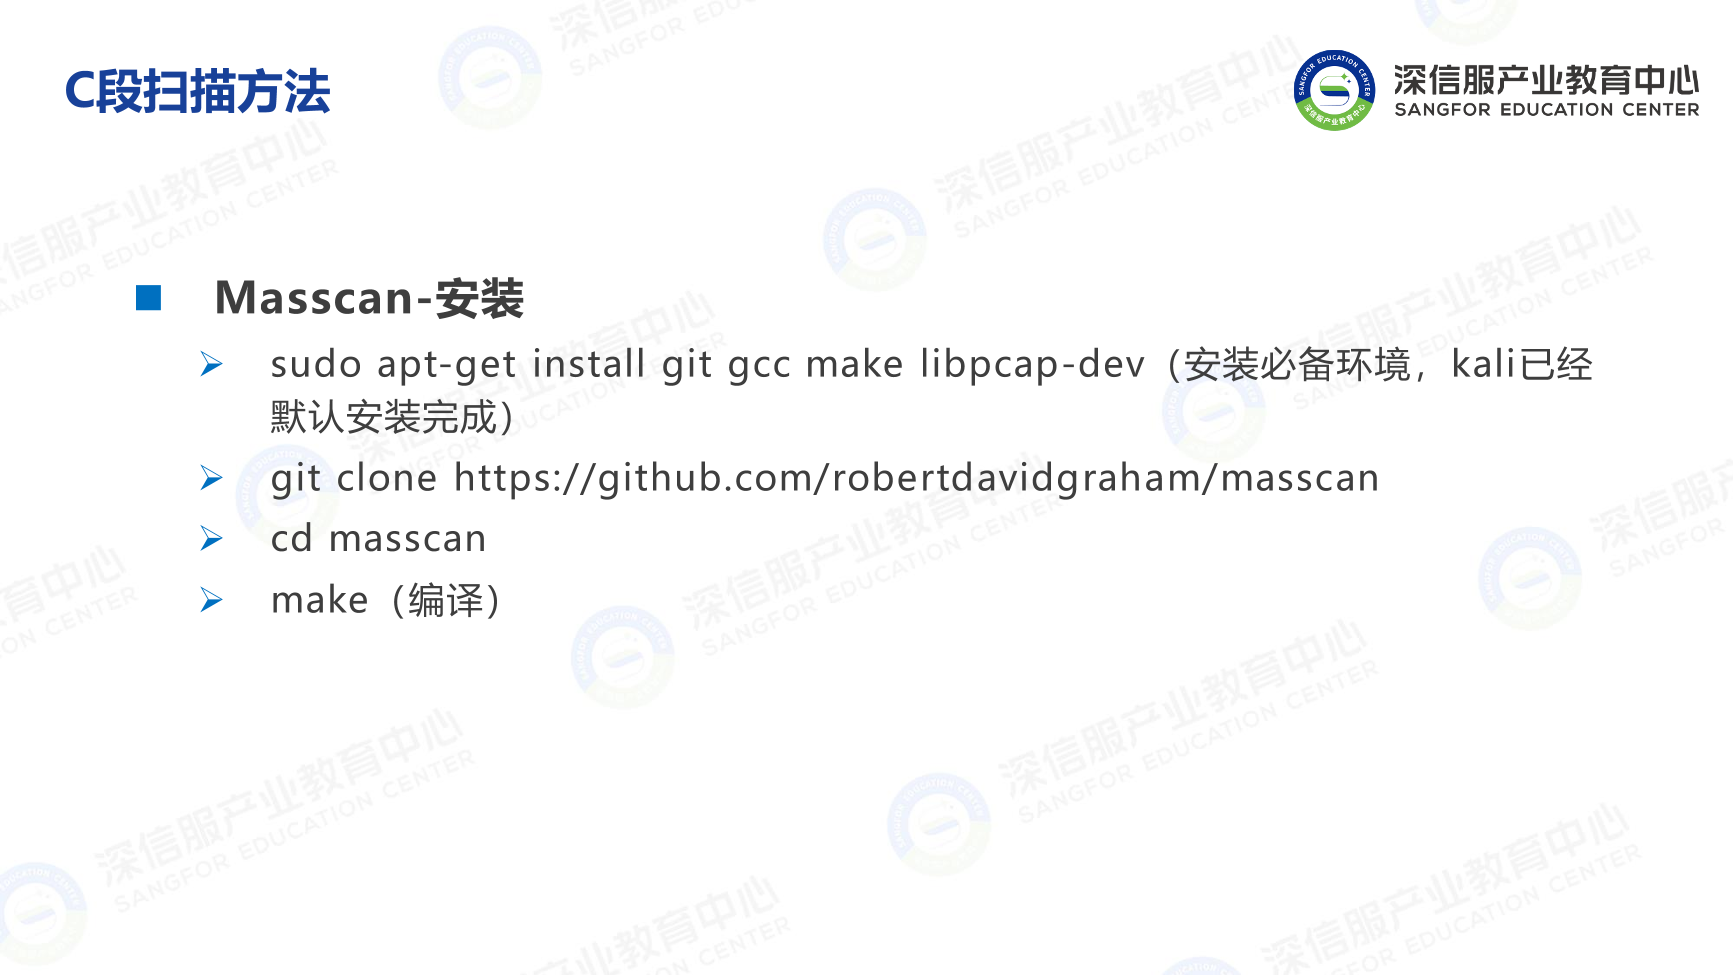 C段扫描方法
深信服产业教育中心
SANGFOR EDUCATION CENTER
Masscan-安装
sudo apt-get install git gcc make libpcap-dev（安装必备环境，kali已经
默认安装完成）
git clone https://github.com/robertdavidgraham/masscan
cd masscan
make（编译）